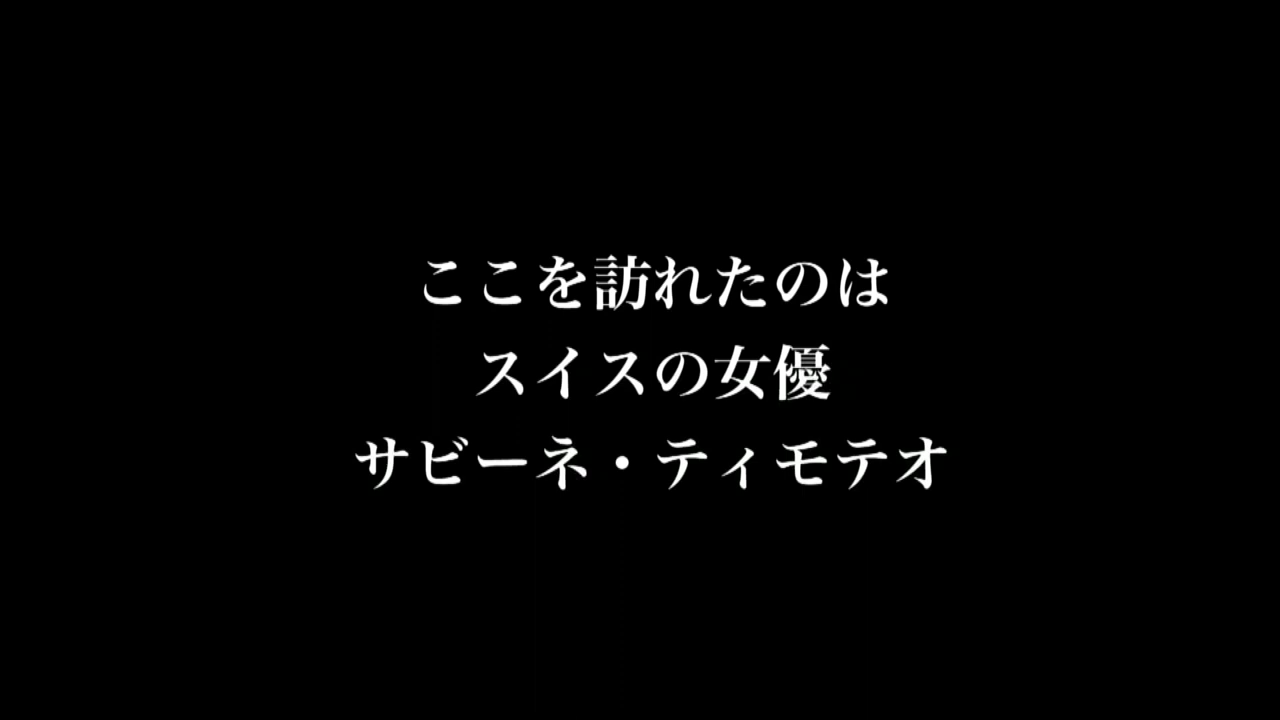 ここを訪れたのは
スイスの女優
サビーネ・ティモテオ